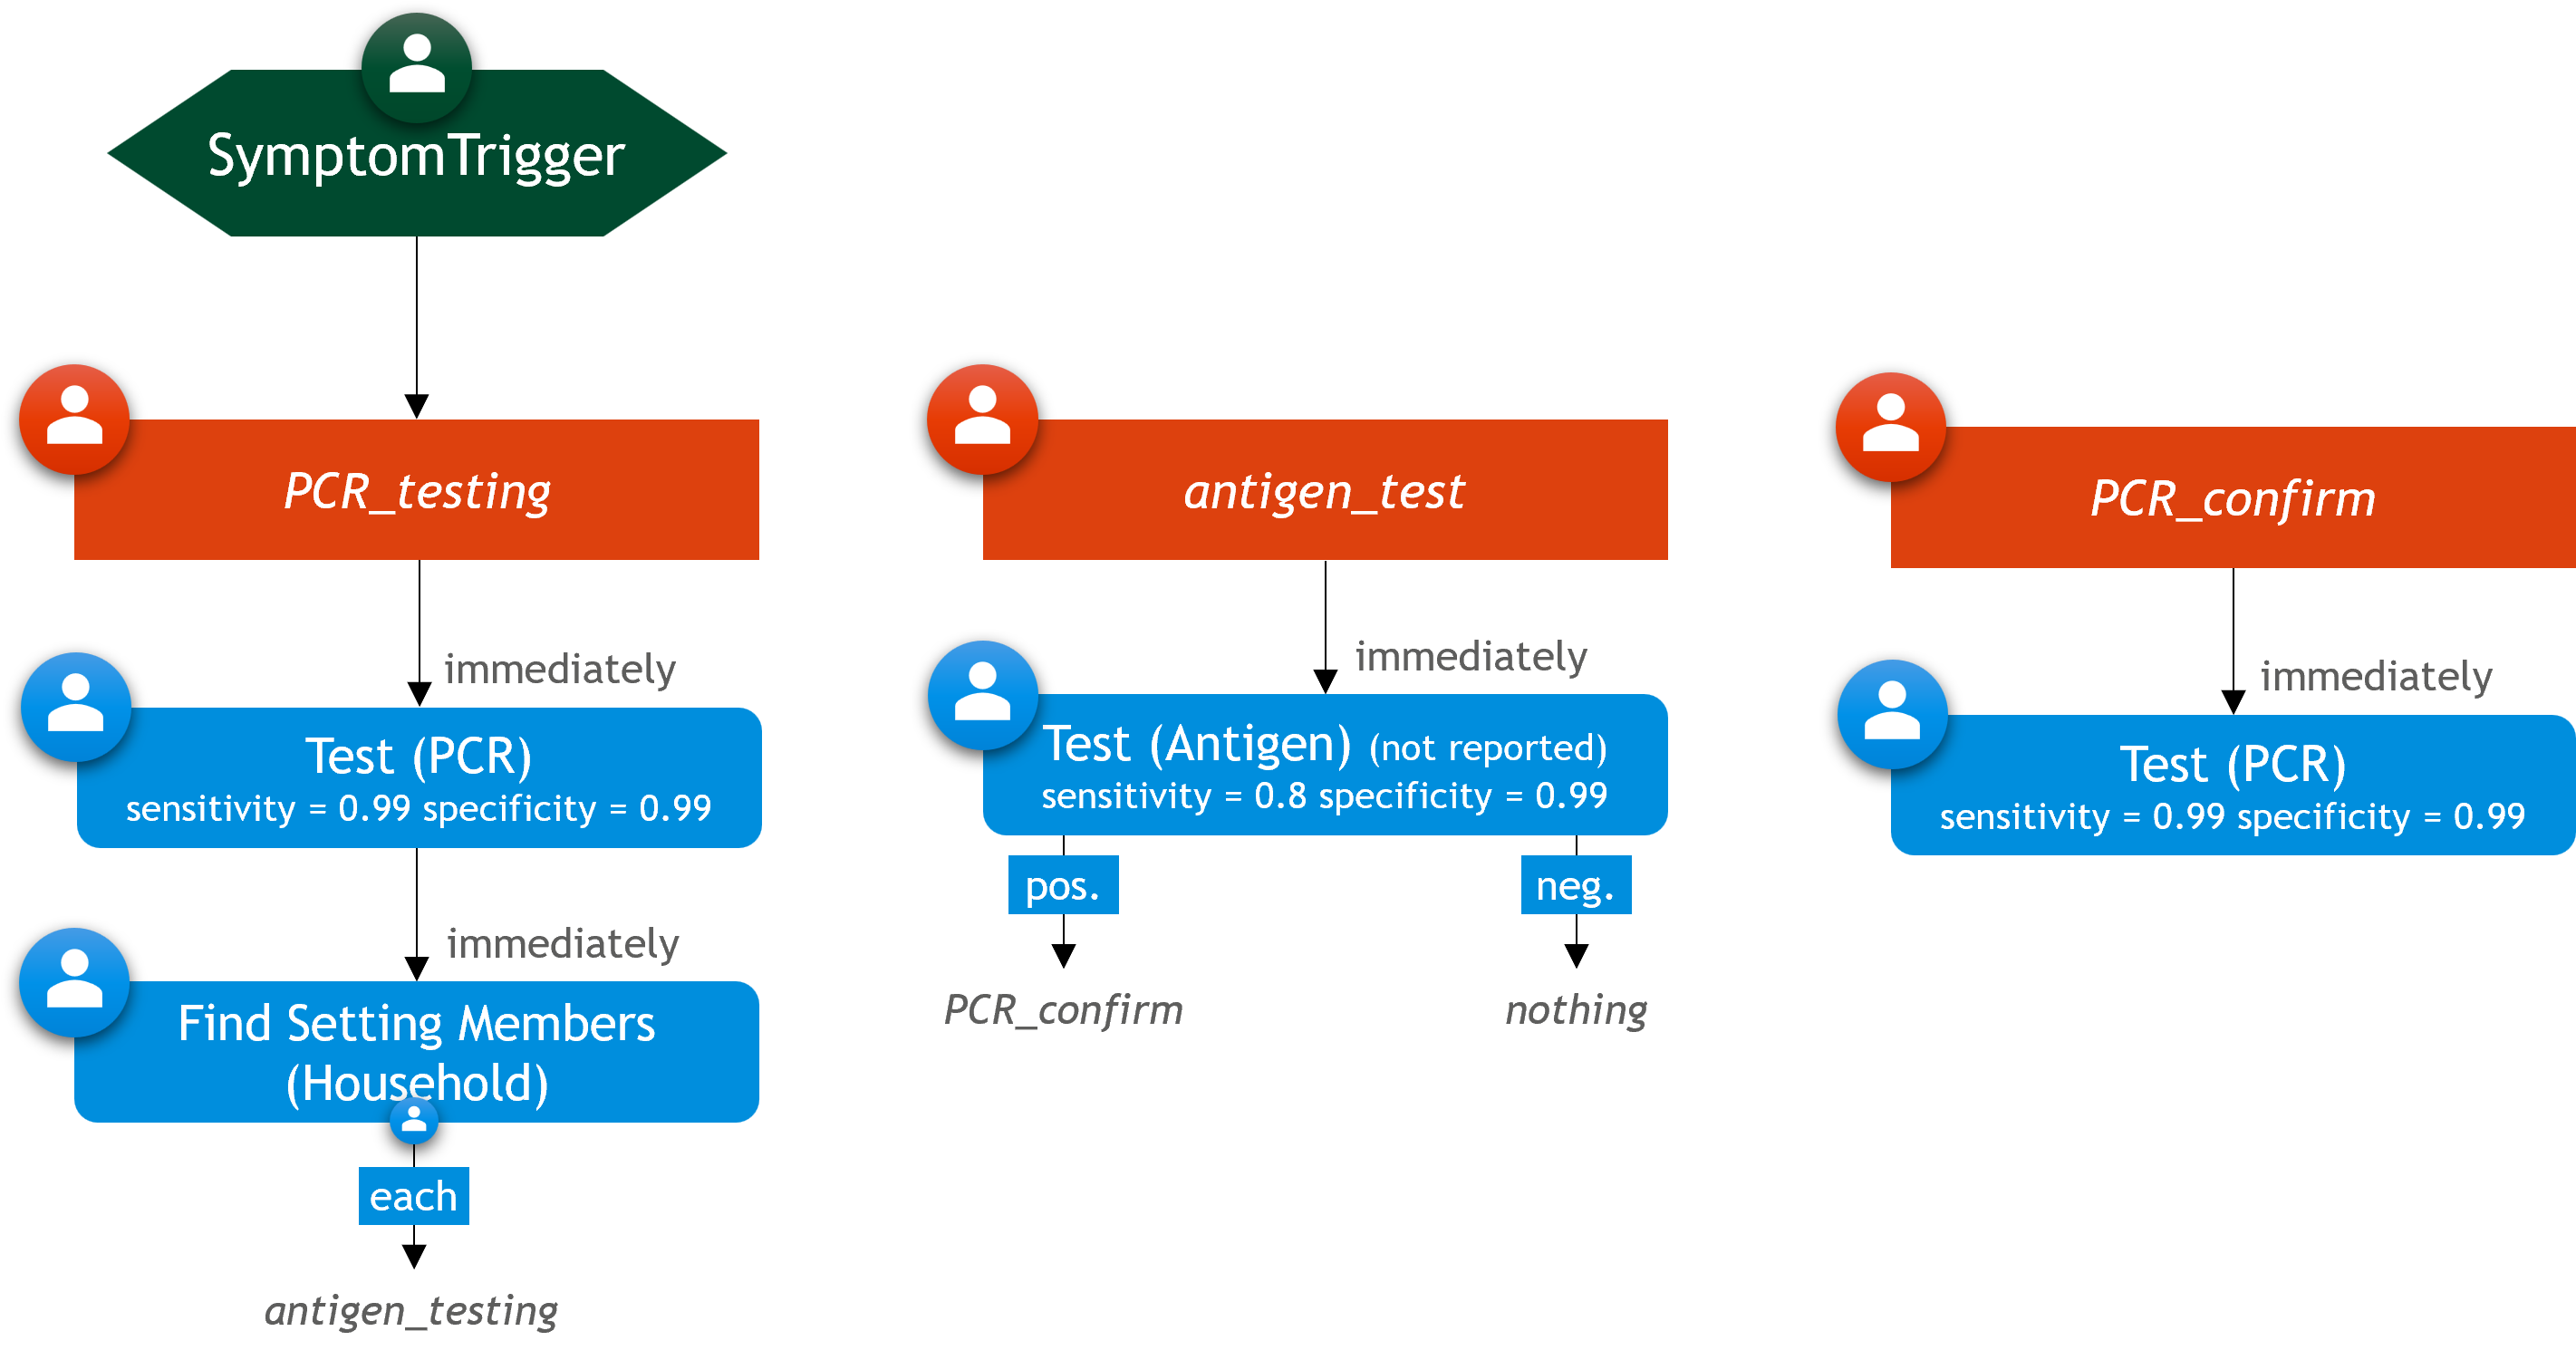 SymptomTrigger
PCR_testing
immediately
Test (PCR)
sensitivity = 0.99 specificity = 0.99
immediately
Find Setting Members
(Household)
each
antigen_testing
antigen_test
immediately
Test (Antigen) (not reported)
sensitivity = 0.8 specificity = 0.99
pos.
neg.
PCR_confirm
nothing
PCR_confirm
immediately
Test (PCR)
sensitivity = 0.99 specificity = 0.99